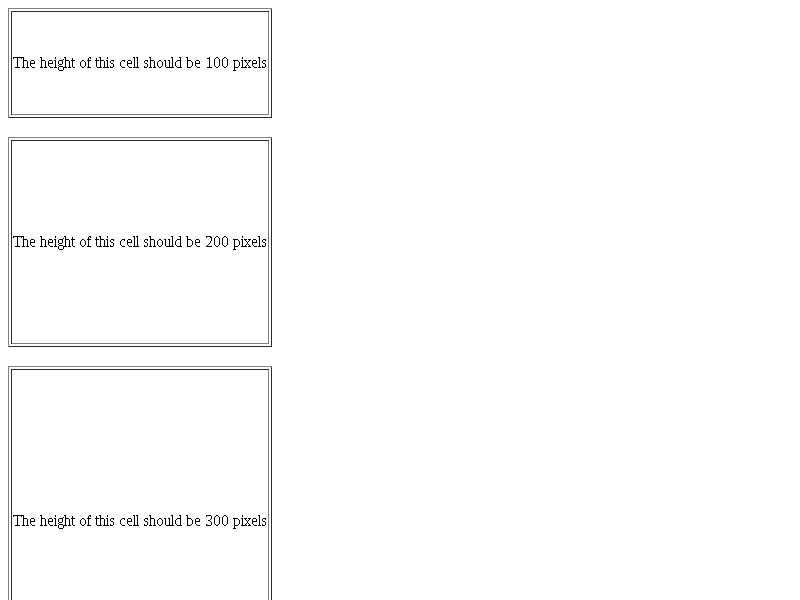 The height of this cell should be 100 pixels
The height of this cell should be 200 pixels
The height of this cell should be 300 pixels